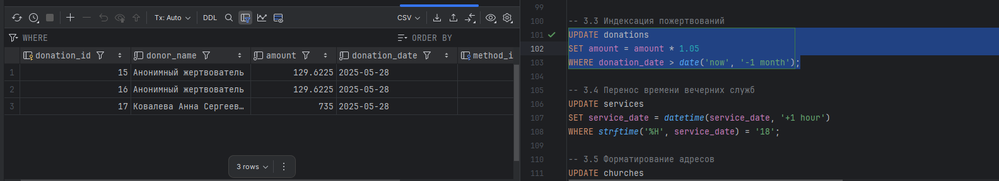 Tx: Auto
DDL
CSV
WHERE
ORDER BY
donation_id
donor_name
amount
donation_date
method_i
1 15 Анонимный жертвователь 129.6225 2025-05-28
2 16 Анонимный жертвователь 129.6225 2025-05-28
3 17 Ковалева Анна Сергеев… 735 2025-05-28
3 rows
99
100 -- 3.3 Индексация пожертвований
101 UPDATE donations
102 SET amount = amount * 1.05
103 WHERE donation_date > date('now', '-1 month');
104
105 -- 3.4 Перенос времени вечерних служб
106 UPDATE services
107 SET service_date = datetime(service_date, '+1 hour')
108 WHERE strftime('%H', service_date) = '18';
109
110 -- 3.5 Форматирование адресов
111 UPDATE churches